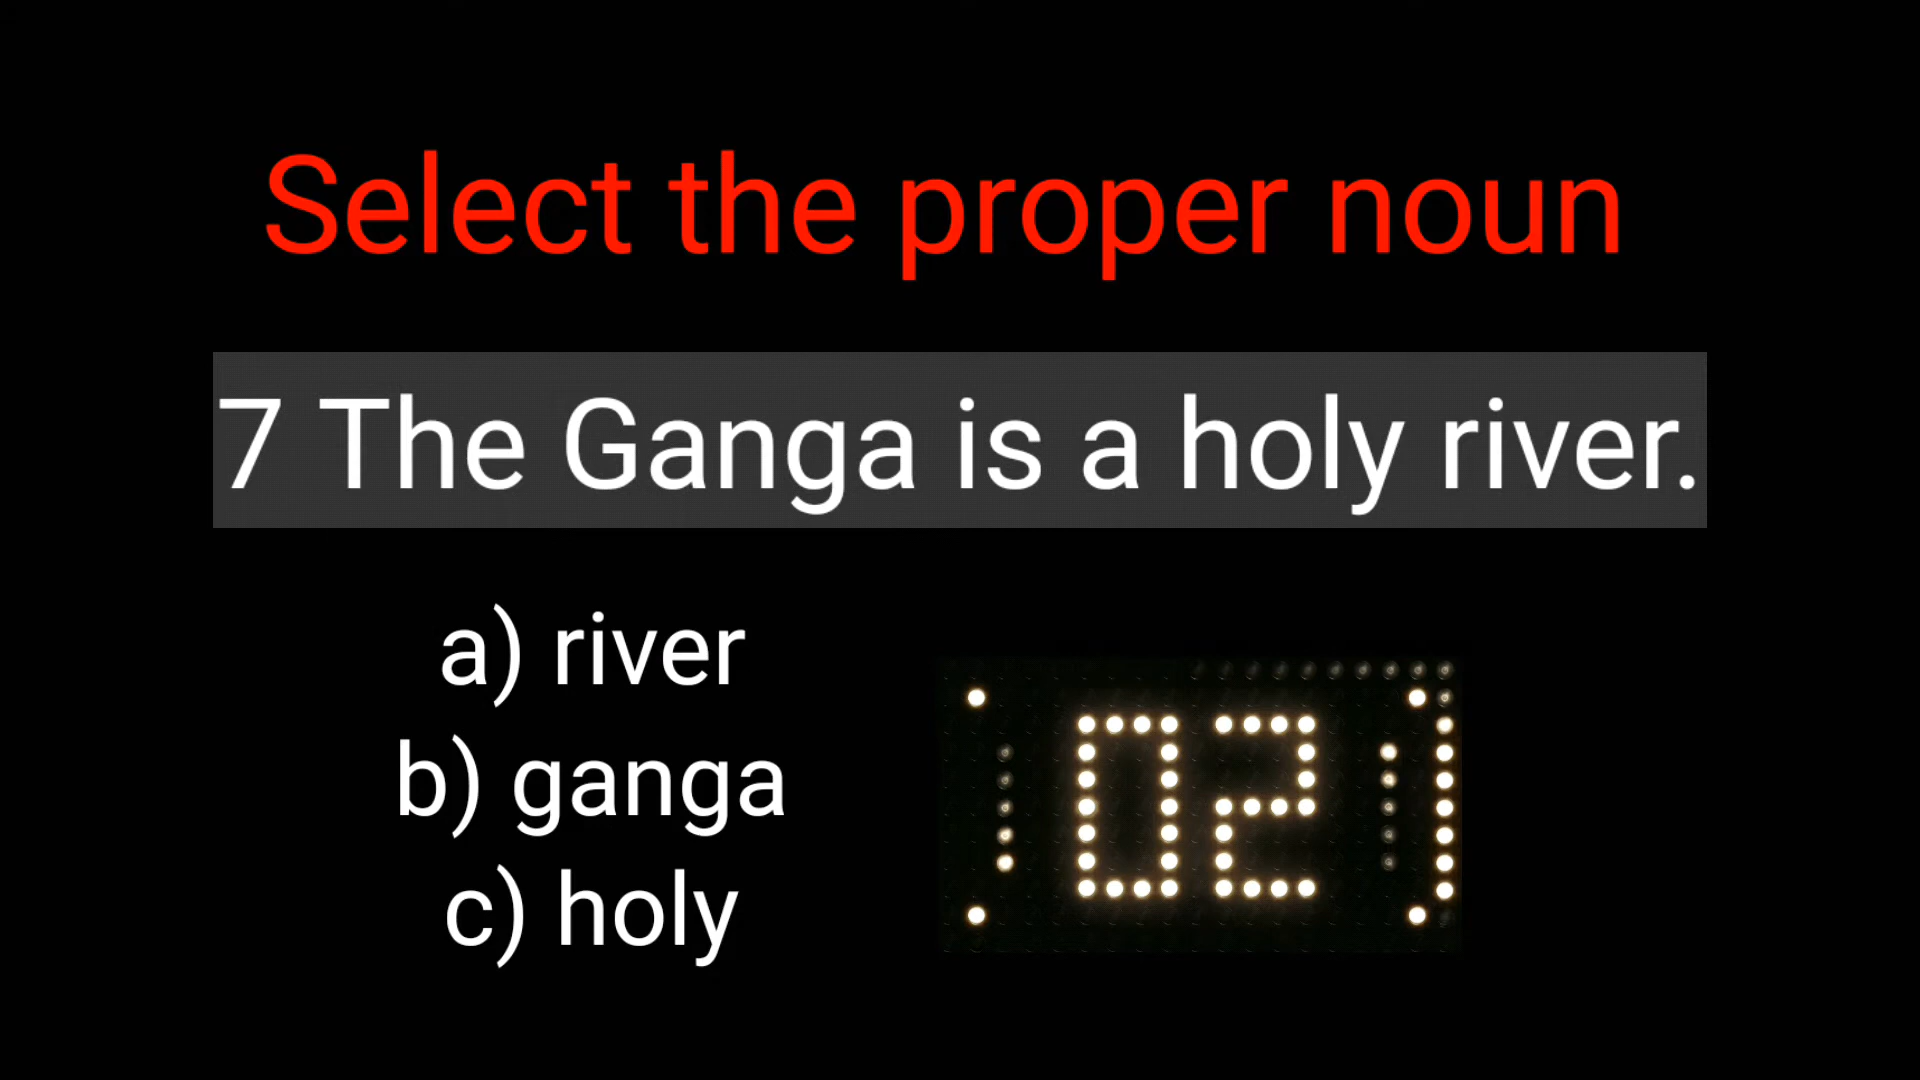 Select the proper noun
7 The Ganga is a holy river.
a) river
b) ganga
c) holy
02